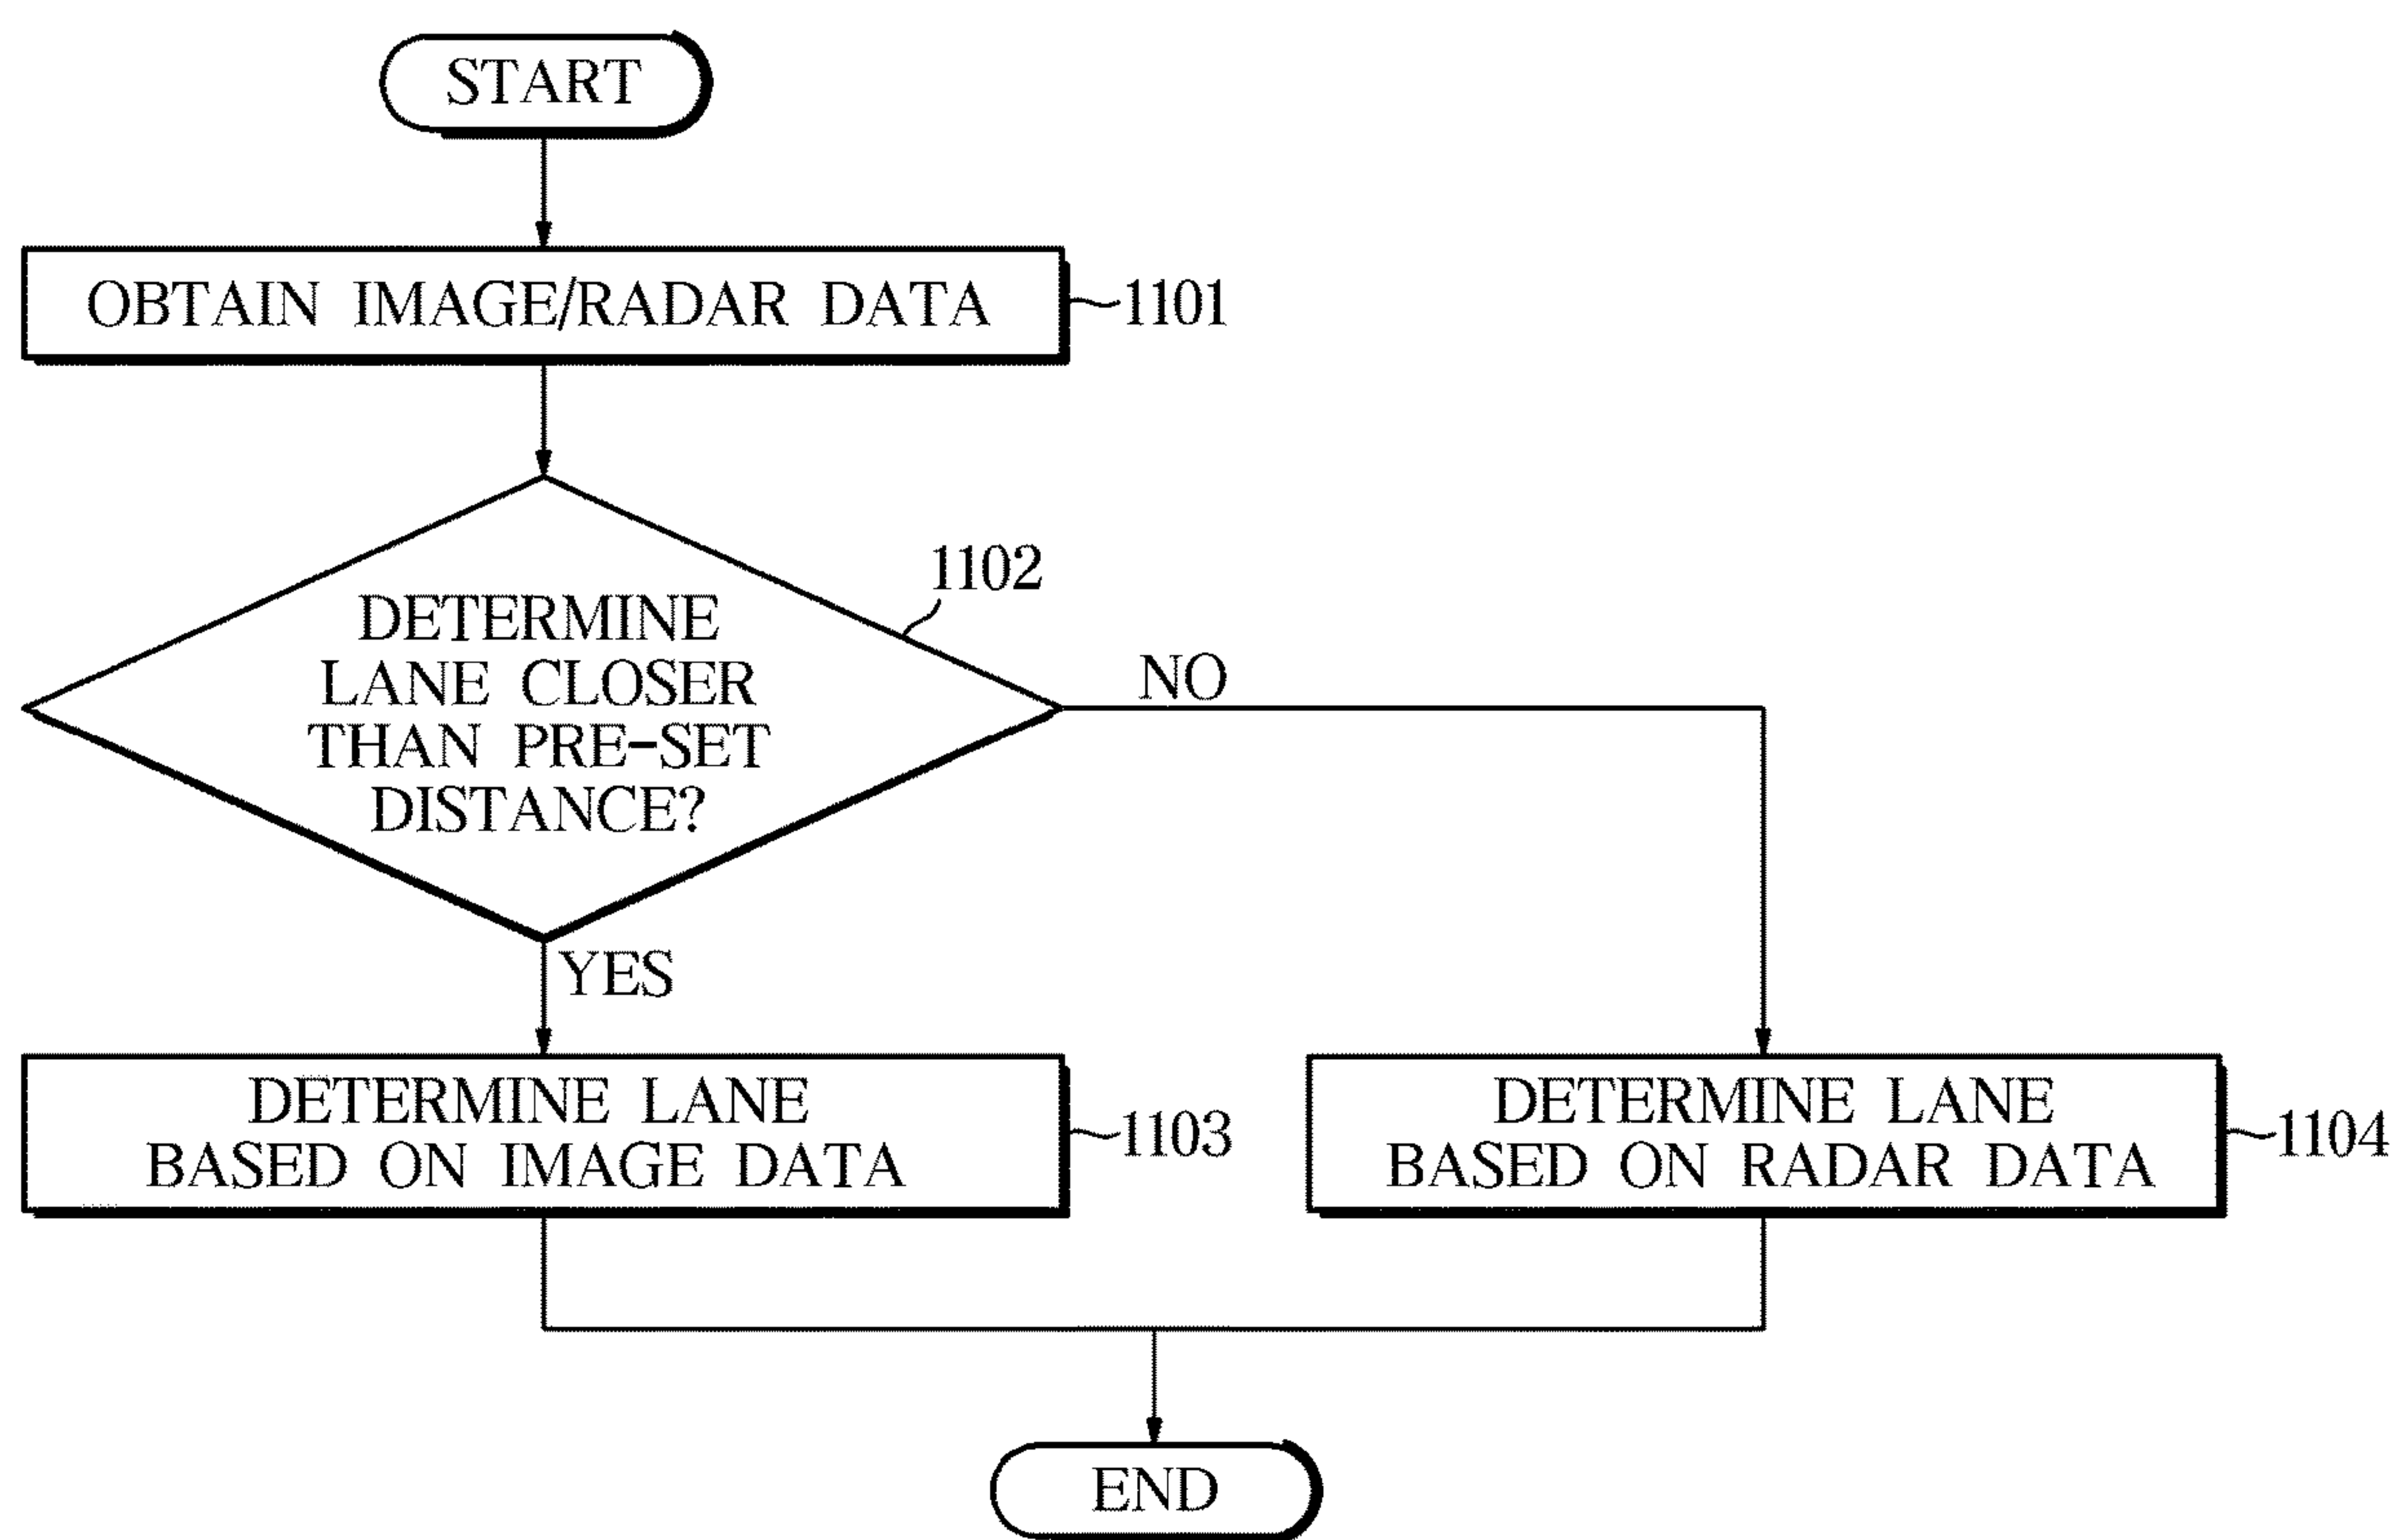 START
OBTAIN IMAGE/RADAR DATA
1101
1102
DETERMINE
LANE CLOSER
THAN PRE-SET
DISTANCE?
NO
YES
DETERMINE LANE
BASED ON IMAGE DATA
1103
DETERMINE LANE
BASED ON RADAR DATA
1104
END